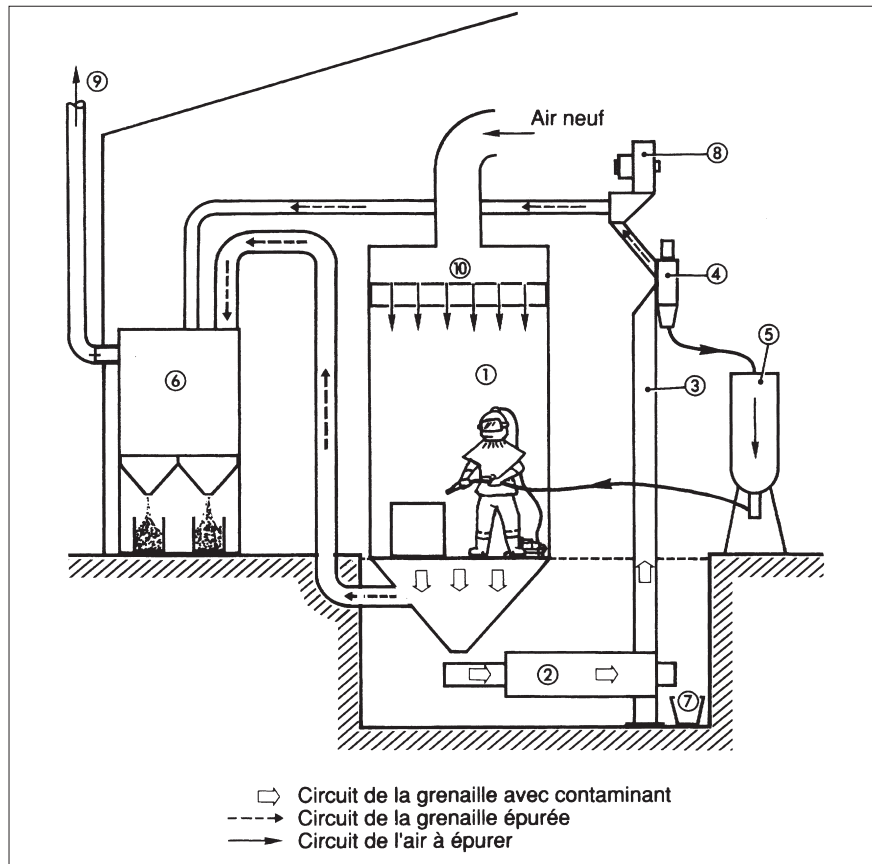 ⑨
Air neuf
⑧
⑩
④
⑤
①
③
⑥
②
⑦
Circuit de la grenaille avec contaminant
Circuit de la grenaille épurée
Circuit de l'air à épurer